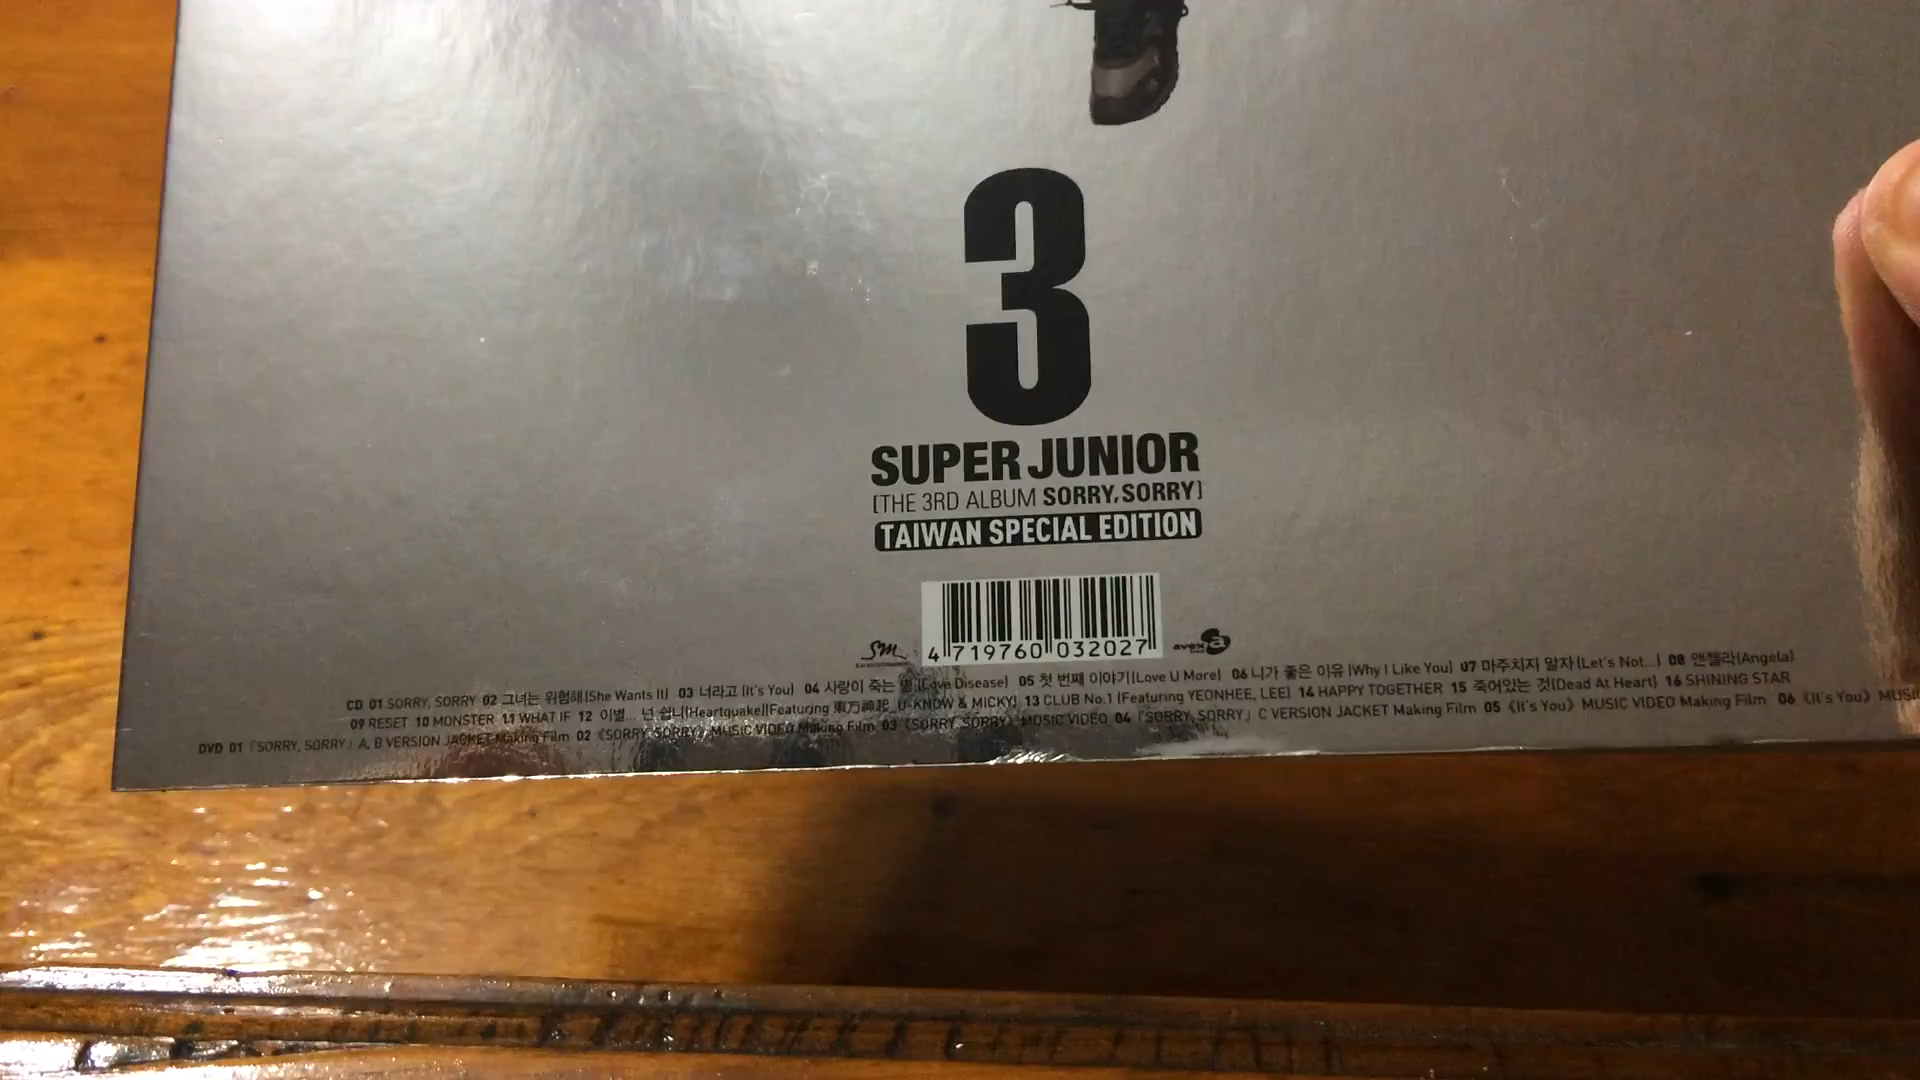 3
SUPER JUNIOR
[THE 3RD ALBUM SORRY, SORRY]
TAIWAN SPECIAL EDITION
4 719760 032027
SM
avex
CD 01 SORRY, SORRY 02 그녀는 위험해(She Wants It) 03 너라고 (It's You) 04 사랑이 죽는 병(Love Disease) 05 첫 번째 이야기(Love U More) 06 니가 좋은 이유 (Why I Like You) 07 마주치지 말자(Let's Not...) 08 앤젤라(Angela)
09 RESET 10 MONSTER 11 WHAT IF 12 이별... 넌 쉽니(Heartquake)(Featuring 東方神起_U-KNOW & MICKY) 13 CLUB No.1 (Featuring YEONHEE, LEE) 14 HAPPY TOGETHER 15 죽어있는 것(Dead At Heart) 16 SHINING STAR
DVD 01「SORRY, SORRY」A, B VERSION JACKET Making Film 02《SORRY, SORRY》MUSIC VIDEO Making Film 03《SORRY, SORRY》MUSIC VIDEO 04「SORRY, SORRY」C VERSION JACKET Making Film 05《It's You》MUSIC VIDEO Making Film 06《It's You》